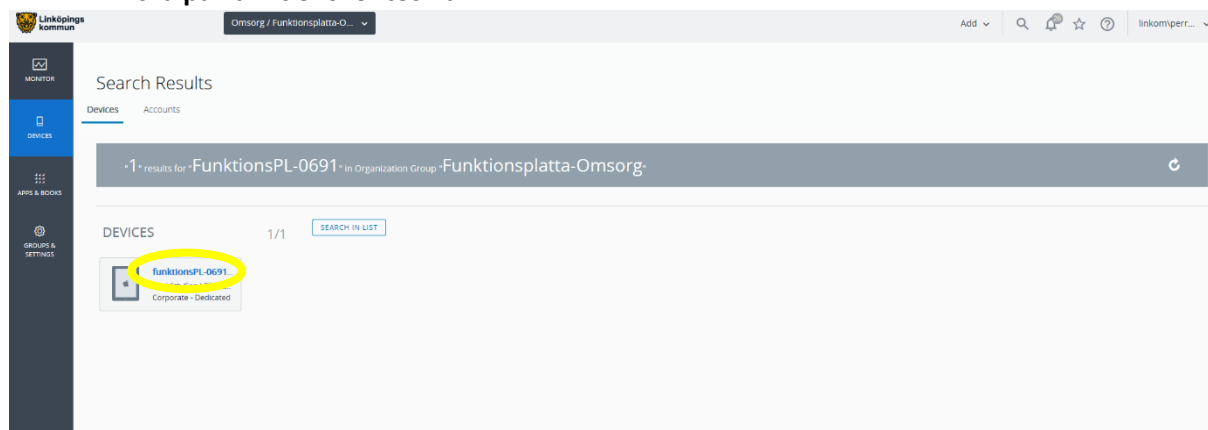 Linköpings
kommun
Omsorg / Funktionsplatta-O...
Add
linkom\perr...
MONITOR
Search Results
Devices Accounts
DEVICES
"1" results for "FunktionsPL-0691" in Organization Group "Funktionsplatta-Omsorg"
APPS & BOOKS
DEVICES 1/1 SEARCH IN LIST
GROUPS &
SETTINGS
funktionsPL-0691...
Corporate - Dedicated